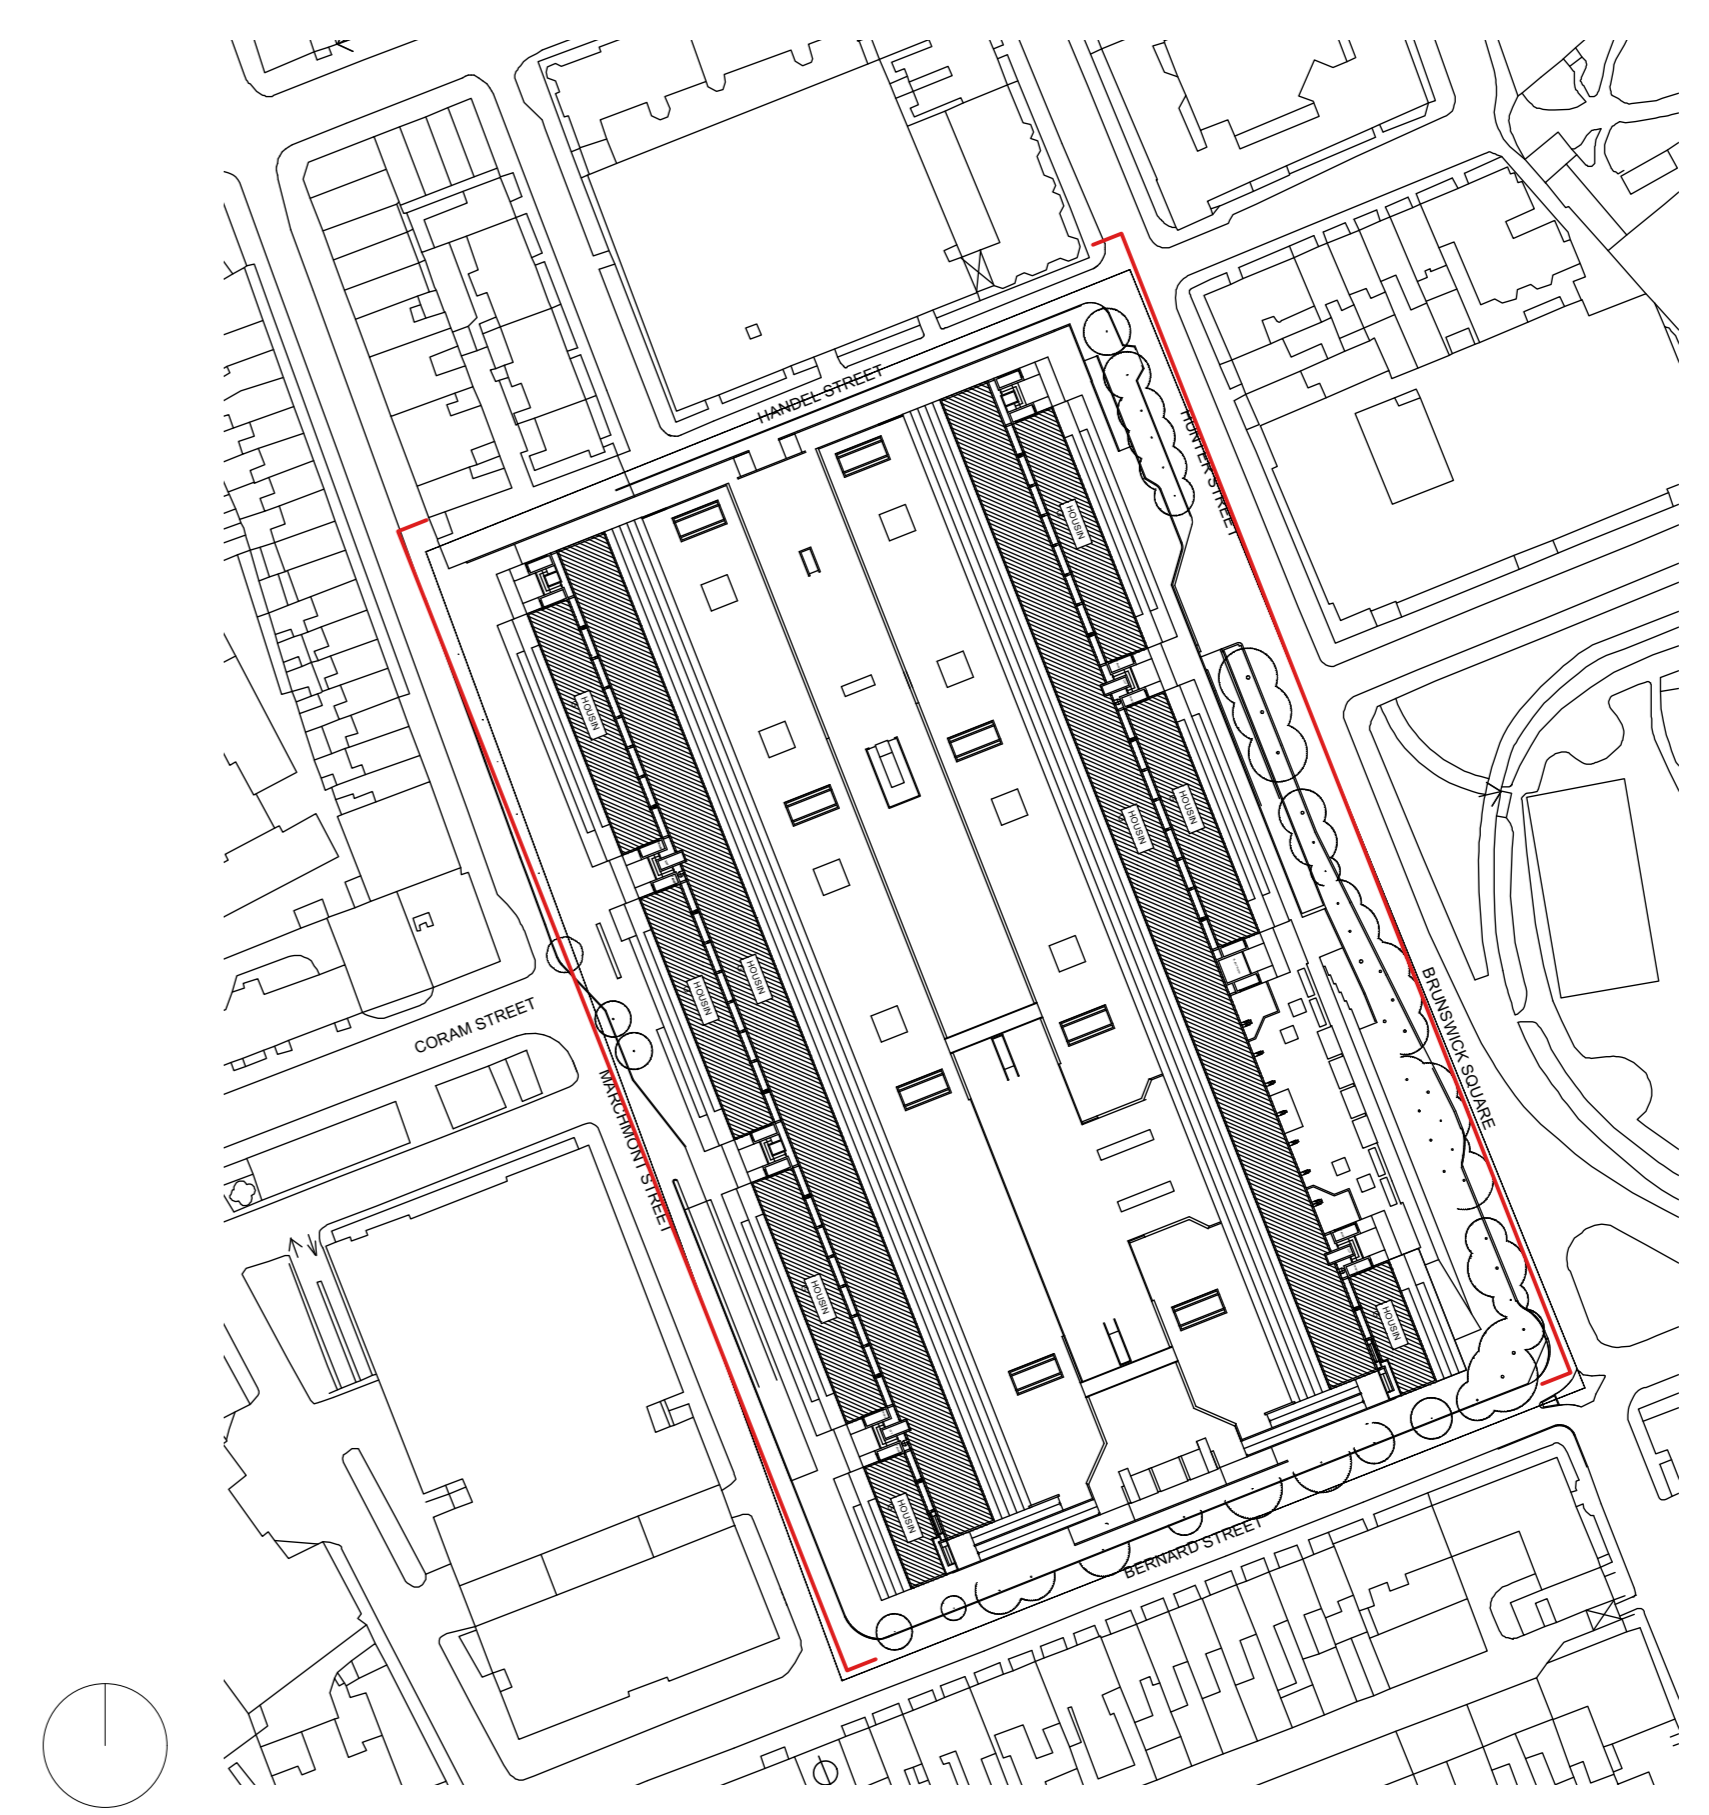 HANDEL STREET
HUNTER STREET
HOUSIN
HOUSIN
HOUSIN
HOUSIN
HOUSIN
HOUSIN
CORAM STREET
BRUNSWICK SQUARE
MARCHMONT STREET
HOUSIN
HOUSIN
HOUSIN
BERNARD STREET